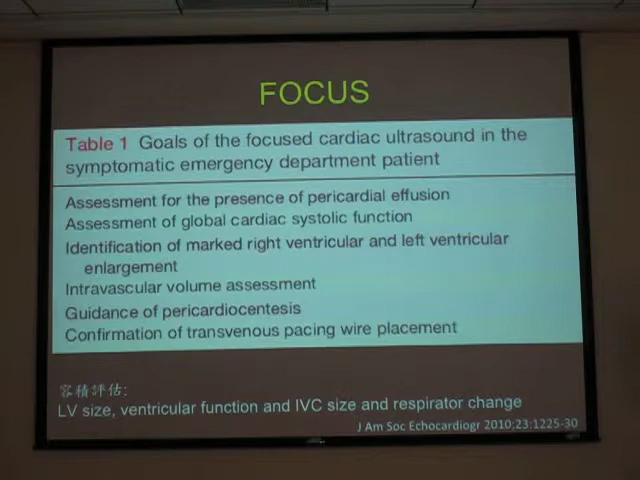 FOCUS
Table 1 Goals of the focused cardiac ultrasound in the
symptomatic emergency department patient
Assessment for the presence of pericardial effusion
Assessment of global cardiac systolic function
Identification of marked right ventricular and left ventricular
enlargement
Intravascular volume assessment
Guidance of pericardiocentesis
Confirmation of transvenous pacing wire placement
容積評估:
LV size, ventricular function and IVC size and respirator change
J Am Soc Echocardiogr 2010;23:1225-30